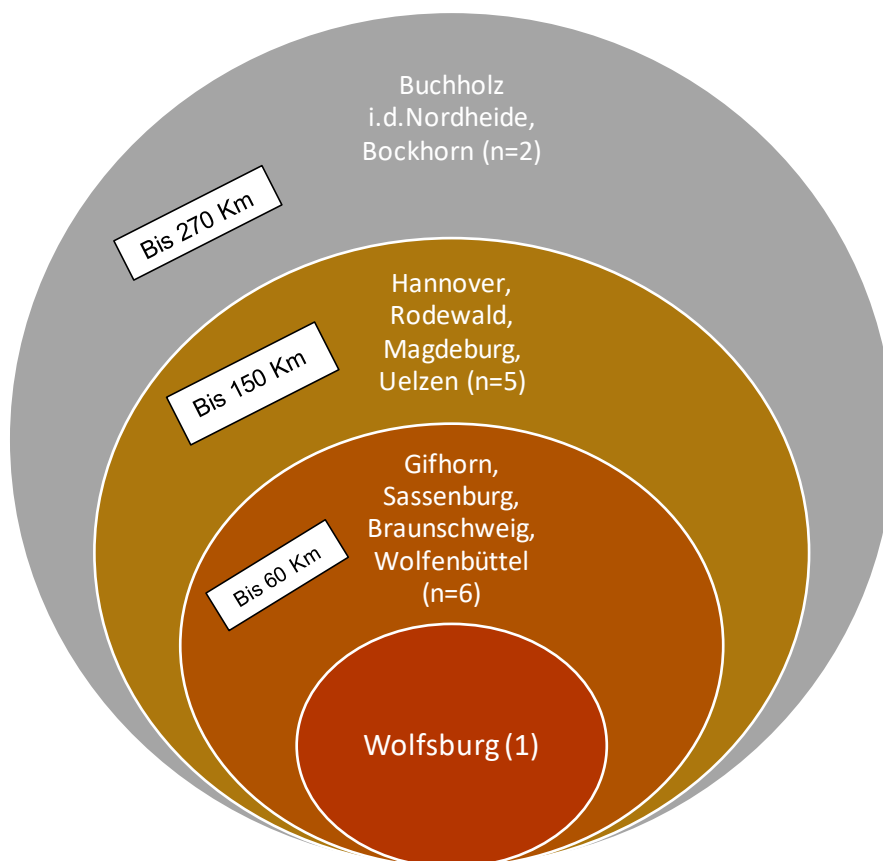 Buchholz
i.d.Nordheide,
Bockhorn (n=2)
Bis 270 Km
Hannover,
Rodewald,
Magdeburg,
Uelzen (n=5)
Bis 150 Km
Gifhorn,
Sassenburg,
Braunschweig,
Wolfenbüttel
(n=6)
Bis 60 Km
Wolfsburg (1)